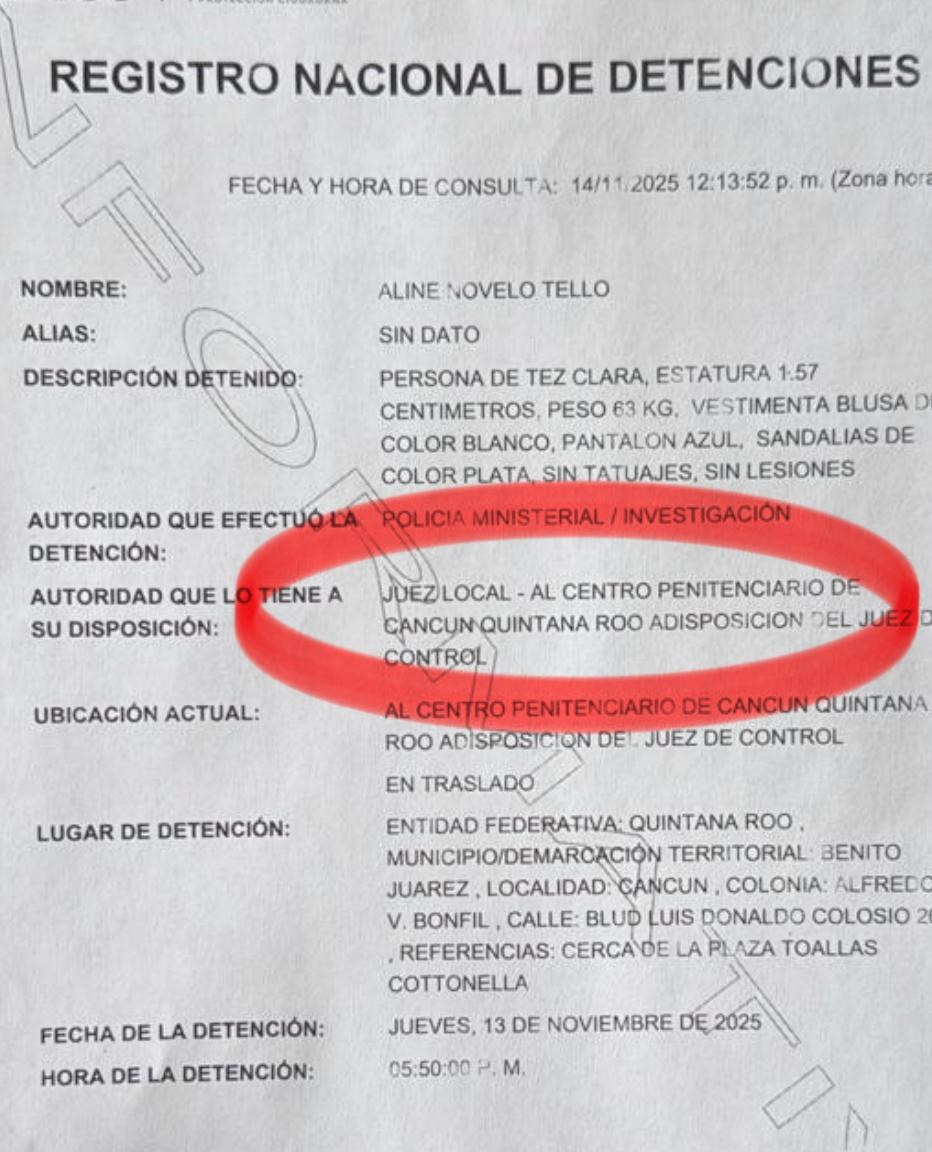 REGISTRO NACIONAL DE DETENCIONES
FECHA Y HORA DE CONSULTA: 14/11/2025 12:13:52 p. m. (Zona hora
NOMBRE: ALINE NOVELO TELLO
ALIAS: SIN DATO
DESCRIPCIÓN DETENIDO: PERSONA DE TEZ CLARA, ESTATURA 1.57
CENTIMETROS, PESO 63 KG, VESTIMENTA BLUSA DE
COLOR BLANCO, PANTALON AZUL, SANDALIAS DE
COLOR PLATA, SIN TATUAJES, SIN LESIONES
AUTORIDAD QUE EFECTUÓ LA POLICIA MINISTERIAL / INVESTIGACIÓN
DETENCIÓN:
AUTORIDAD QUE LO TIENE A JUEZ LOCAL - AL CENTRO PENITENCIARIO DE
SU DISPOSICIÓN: CANCUN QUINTANA ROO ADISPOSICION DEL JUEZ D
CONTROL
UBICACIÓN ACTUAL: AL CENTRO PENITENCIARIO DE CANCUN QUINTANA
ROO ADISPOSICION DEL JUEZ DE CONTROL
EN TRASLADO
LUGAR DE DETENCIÓN: ENTIDAD FEDERATIVA: QUINTANA ROO ,
MUNICIPIO/DEMARCACIÓN TERRITORIAL: BENITO
JUAREZ , LOCALIDAD: CANCUN , COLONIA: ALFREDO
V. BONFIL , CALLE: BLUD LUIS DONALDO COLOSIO
, REFERENCIAS: CERCA DE LA PLAZA TOALLAS
COTTONELLA
FECHA DE LA DETENCIÓN: JUEVES, 13 DE NOVIEMBRE DE 2025
HORA DE LA DETENCIÓN: 05:50:00 P. M.